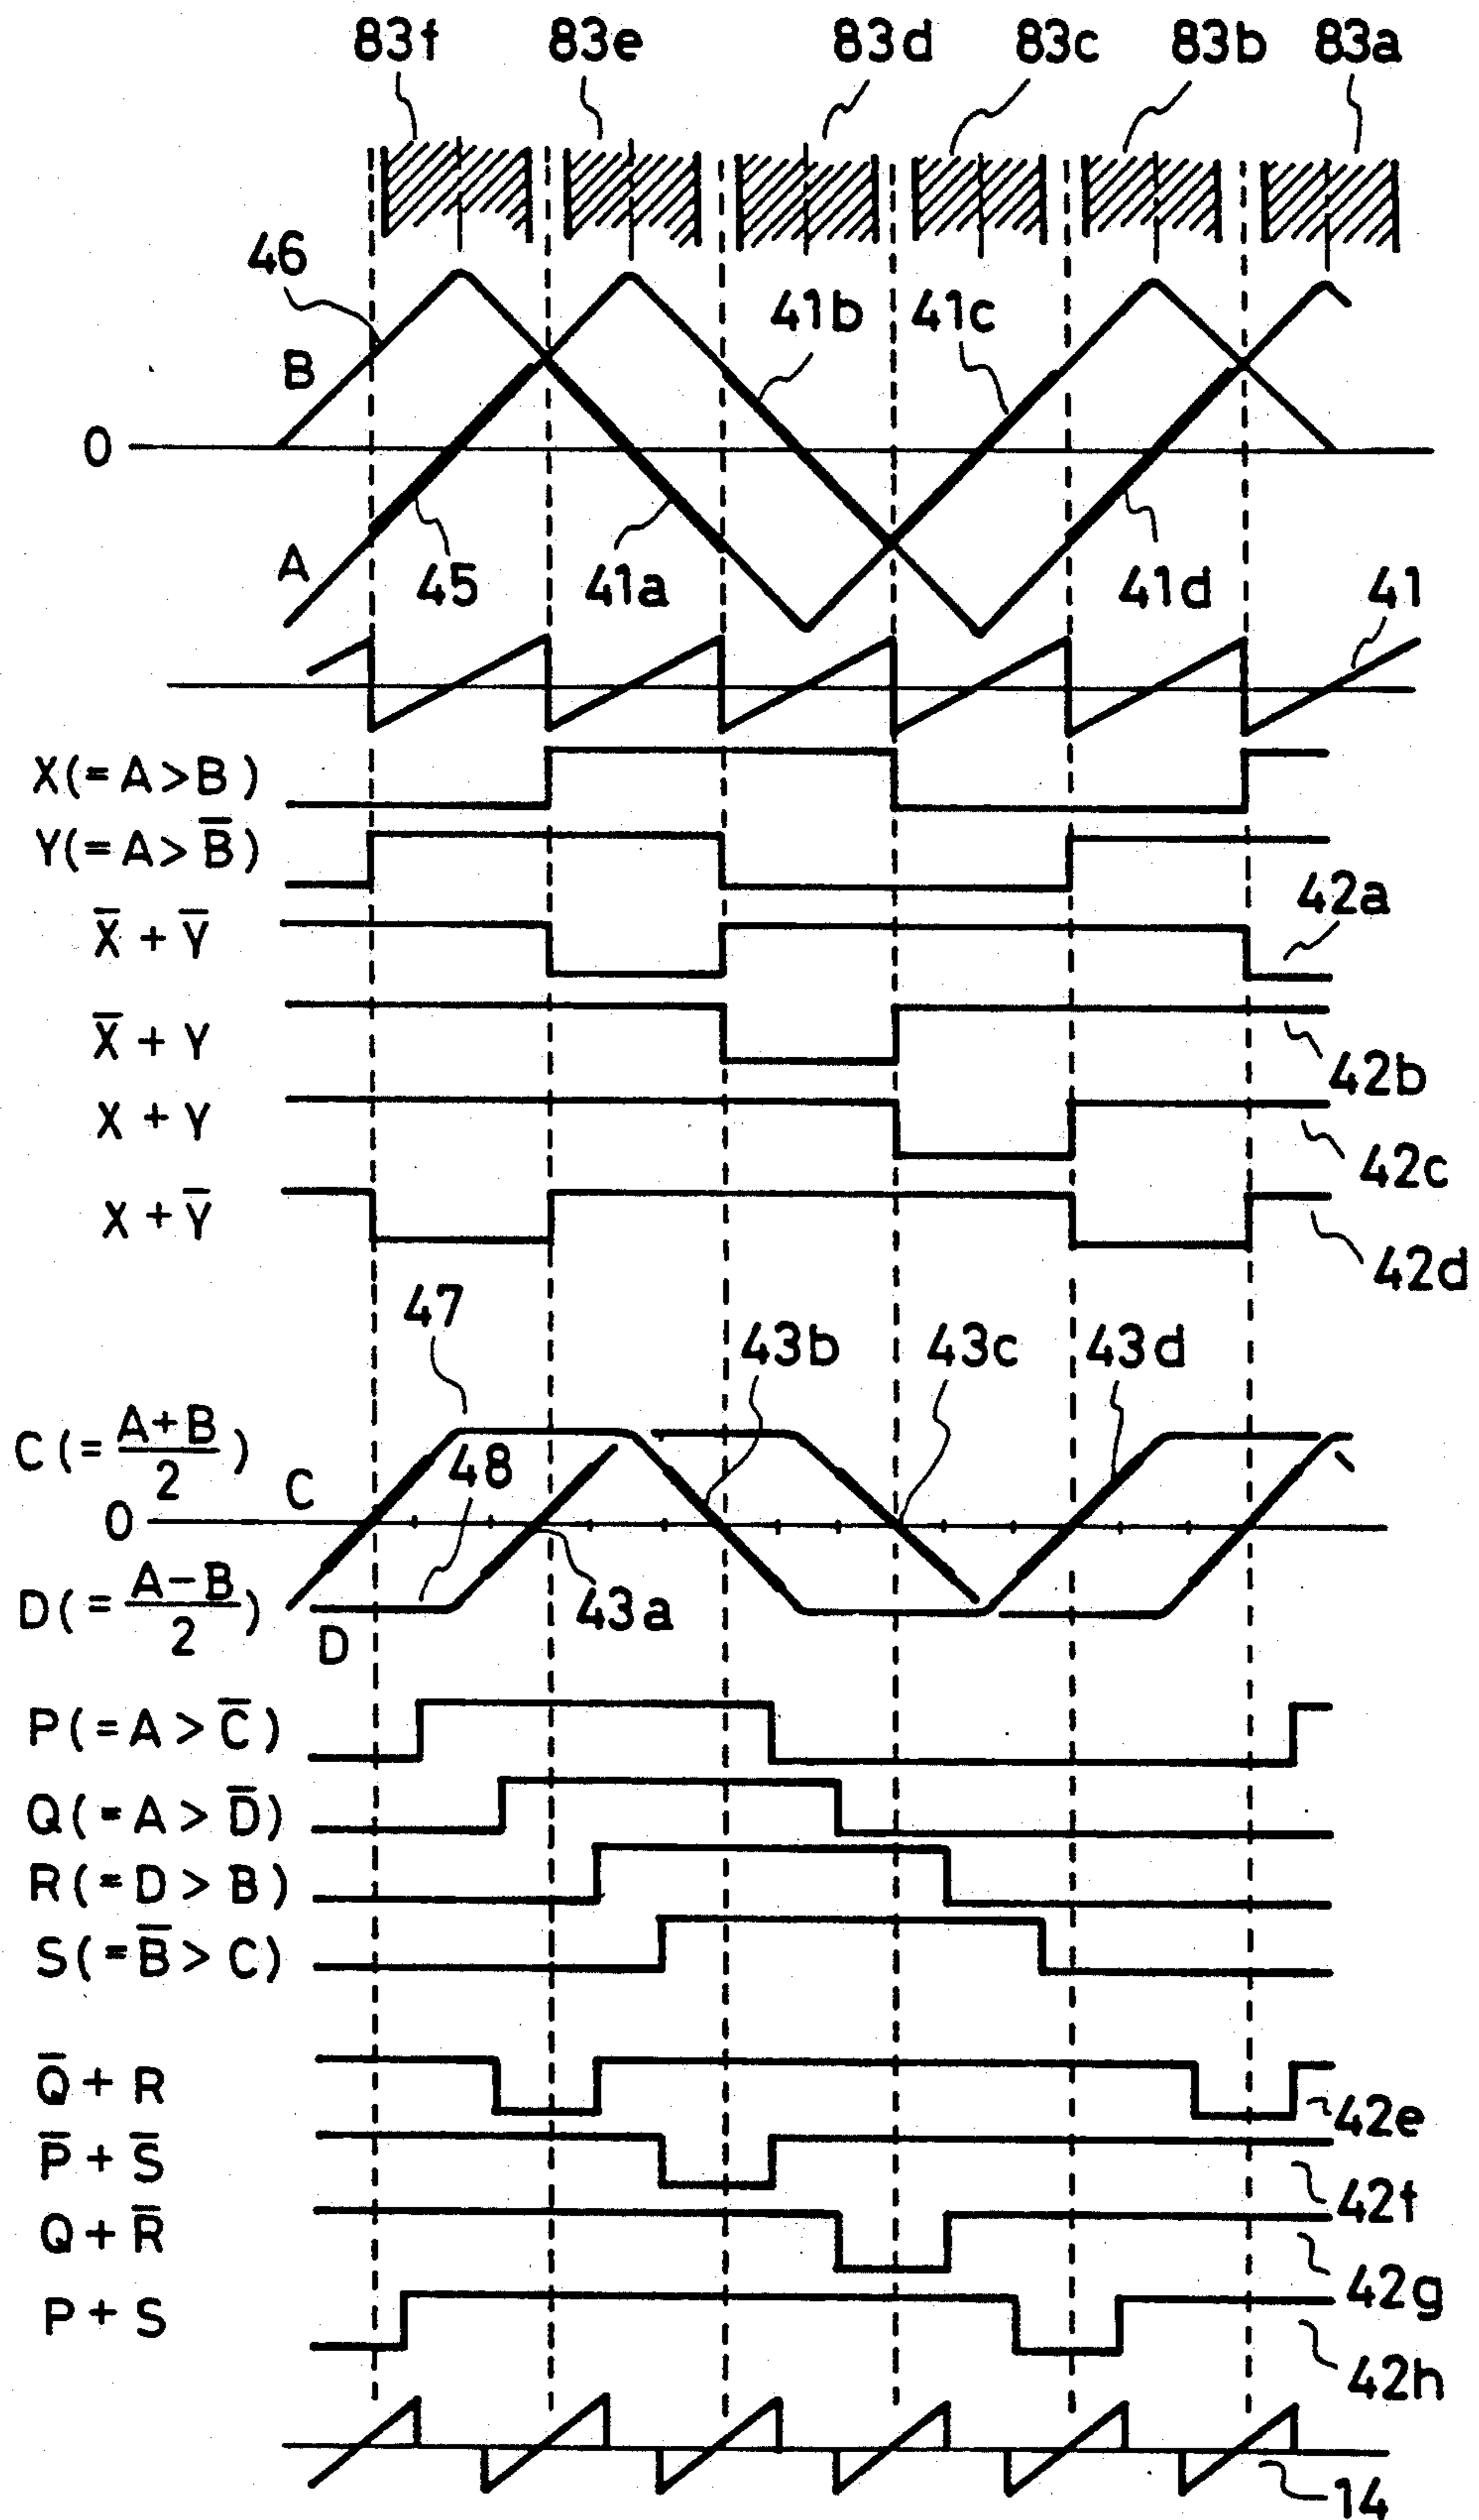 83f 83e 83d 83c 83b 83a
46
41b 41c
B
0
A
45 41a 41d 41
X(=A>B)
Y(=A>B̅)
42a
X̅+Y̅
X̅+Y
42b
X+Y
42c
X+Y̅
42d
47
43b 43c 43d
C(=A+B/2)
48
C
0
D(=A−B/2)
43a
D
P(=A>C̅)
Q(=A>D̅)
R(=D>B)
S(=B̅>C)
Q̅+R
42e
P̅+S̅
42f
Q+R̅
42g
P+S
42h
14